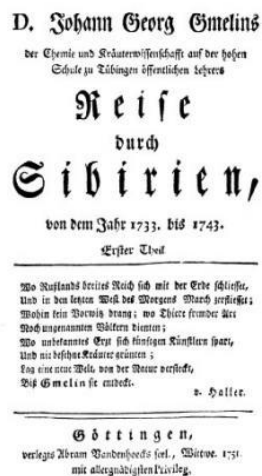 D. Johann Georg Gmelins
der Chemie und Kräuterwissenschafft auf der hohen
Schule zu Tübingen öffentlichen Lehrers
Reise
durch
Sibirien,
von dem Jahr 1733. bis 1743.
Erster Theil
Wo Rußlands breites Reich sich mit der Erde schliesset,
Und in den letzten West des Morgens March zerfliesset;
Wohin kein Vorwitz drang; wo Thiere fremder Art
Noch ungenannten Völkern dienten;
Wo unbekanntes Erzt sich künftgen Künstlern spart,
Und nie besehne Kräuter grünten;
Lag eine neue Welt, von der Natur versteckt,
Biß Gmelin sie entdeckt.
v. Haller.
Göttingen,
verlegts Abram Vandenhoecks seel., Wittwe. 1751.
mit allergnädigsten Privileg.